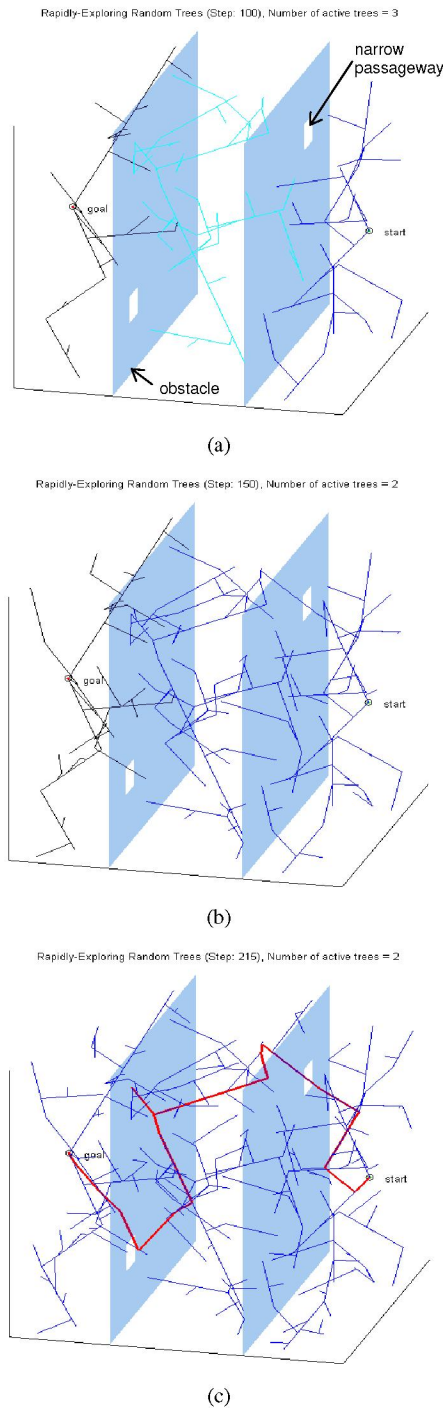 Rapidly-Exploring Random Trees (Step: 100), Number of active trees = 3
narrow
passageway
goal
start
obstacle
(a)
Rapidly-Exploring Random Trees (Step: 150), Number of active trees = 2
goal
start
(b)
Rapidly-Exploring Random Trees (Step: 215), Number of active trees = 2
goal
start
(c)